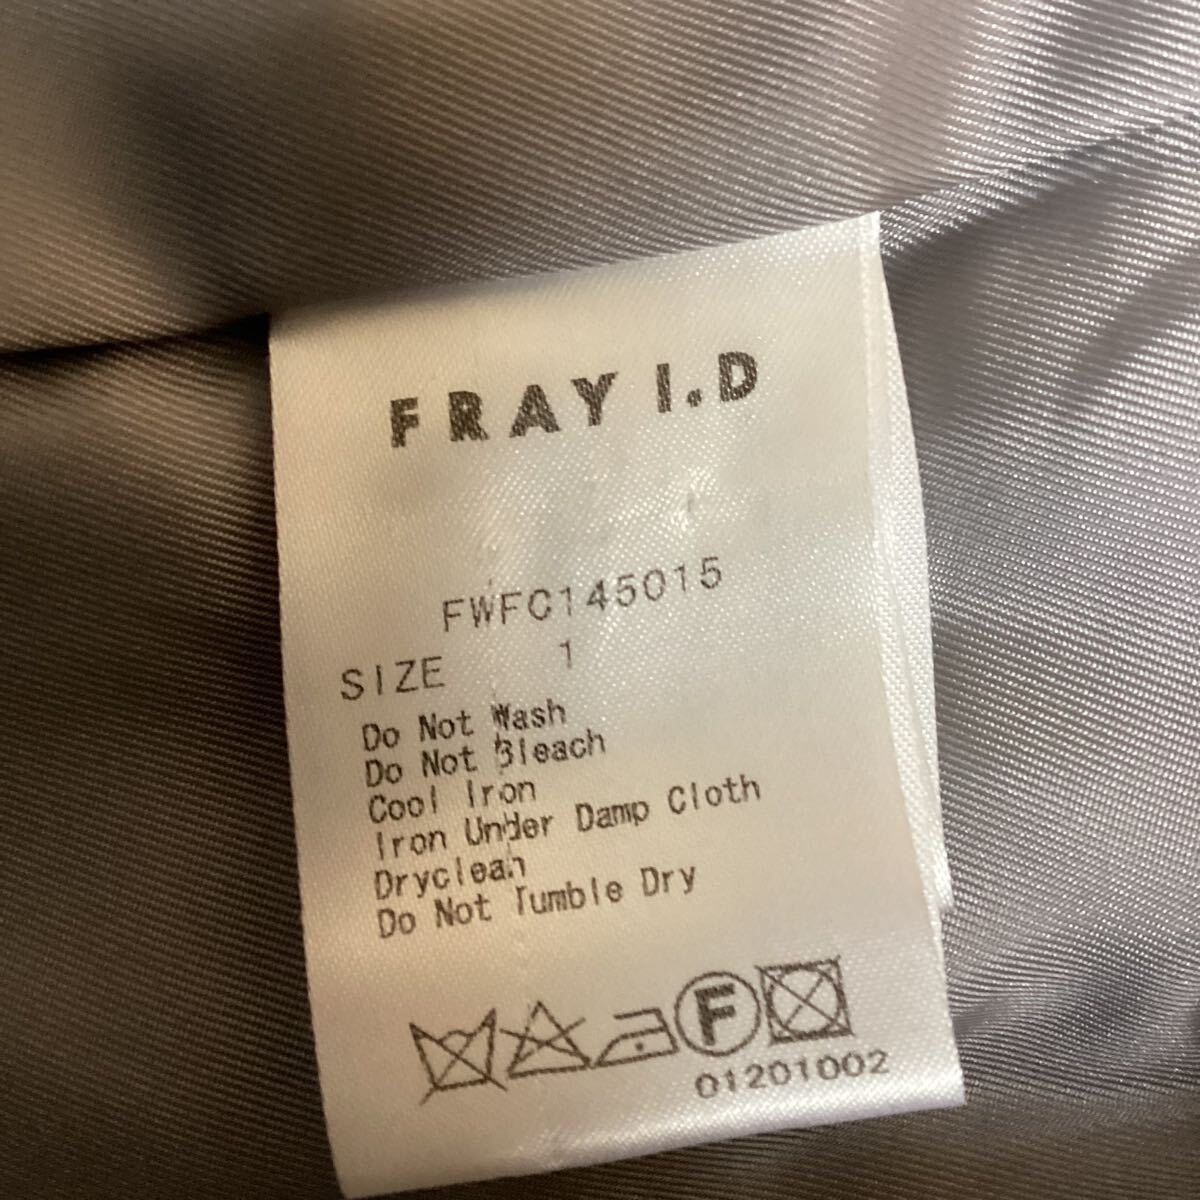 FRAY I.D
FWFC145015
SIZE 1
Do Not Wash
Do Not Bleach
Cool Iron
Iron Under Damp Cloth
Dryclean
Do Not Tumble Dry
F
01201002